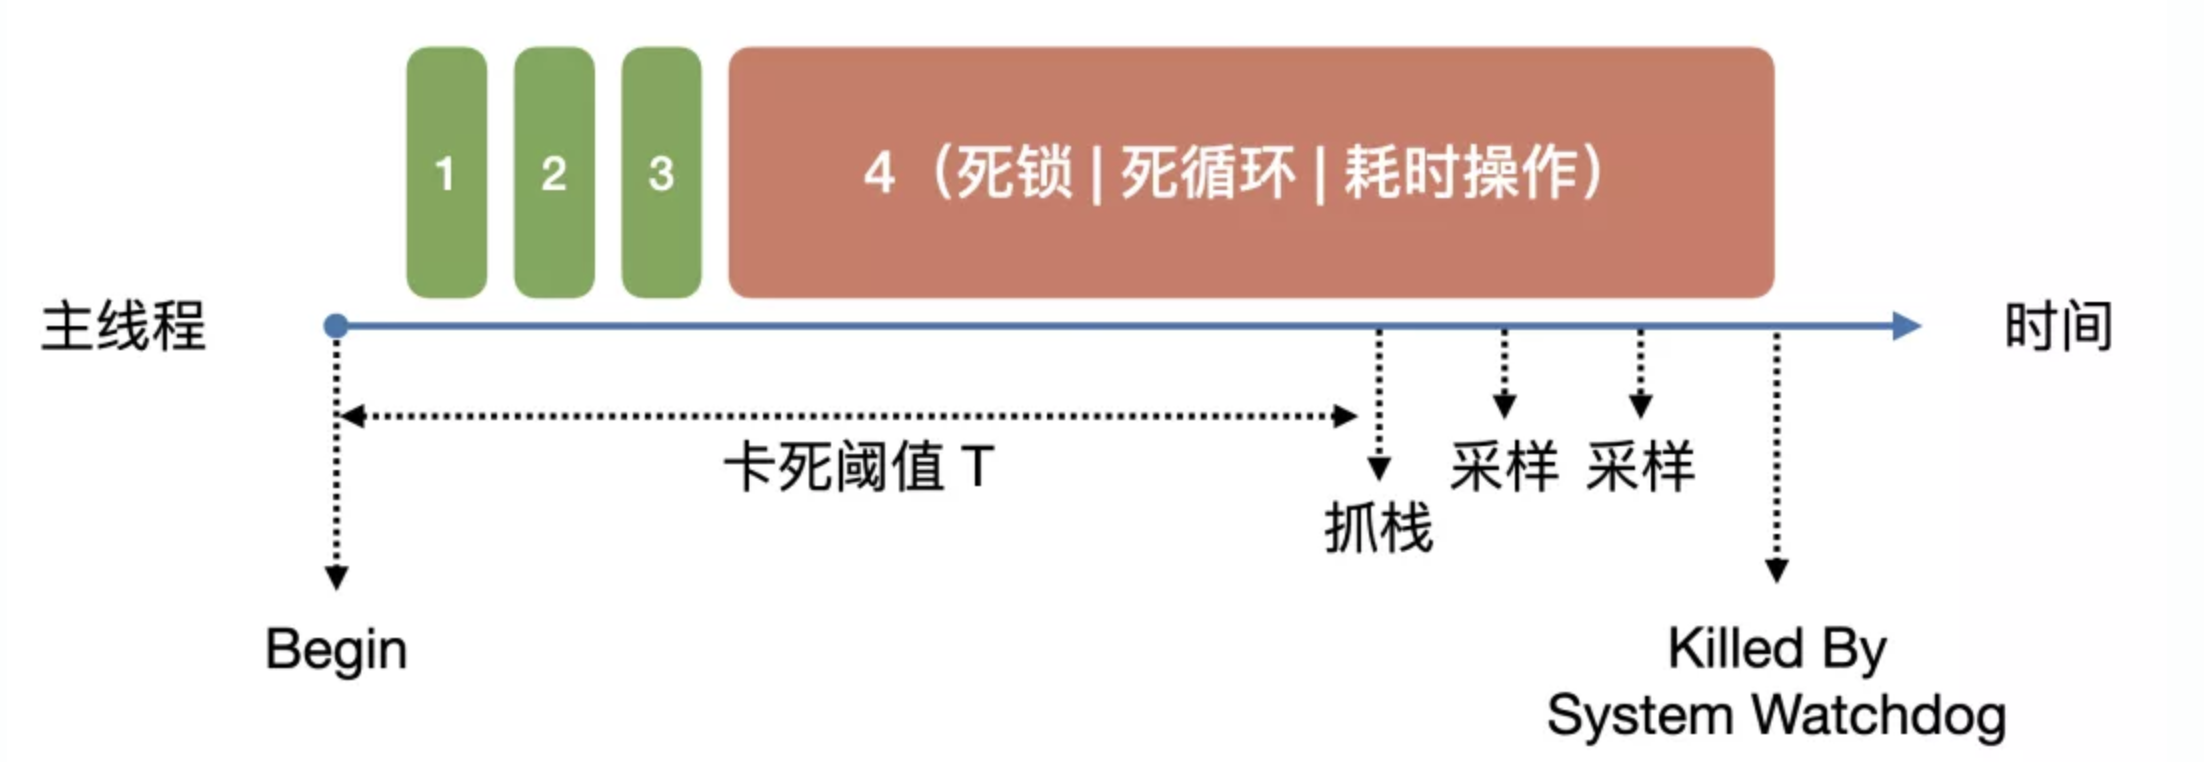 1
2
3
4（死锁 | 死循环 | 耗时操作）
主线程
时间
卡死阈值 T
采样
采样
抓栈
Begin
Killed By
System Watchdog